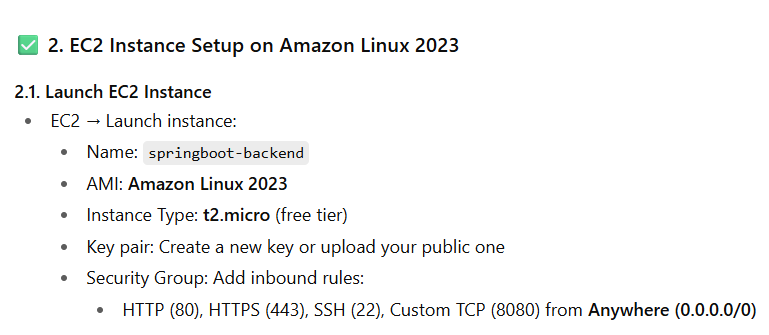 ✅ 2. EC2 Instance Setup on Amazon Linux 2023
2.1. Launch EC2 Instance
• EC2 → Launch instance:
• Name: springboot-backend
• AMI: Amazon Linux 2023
• Instance Type: t2.micro (free tier)
• Key pair: Create a new key or upload your public one
• Security Group: Add inbound rules:
• HTTP (80), HTTPS (443), SSH (22), Custom TCP (8080) from Anywhere (0.0.0.0/0)